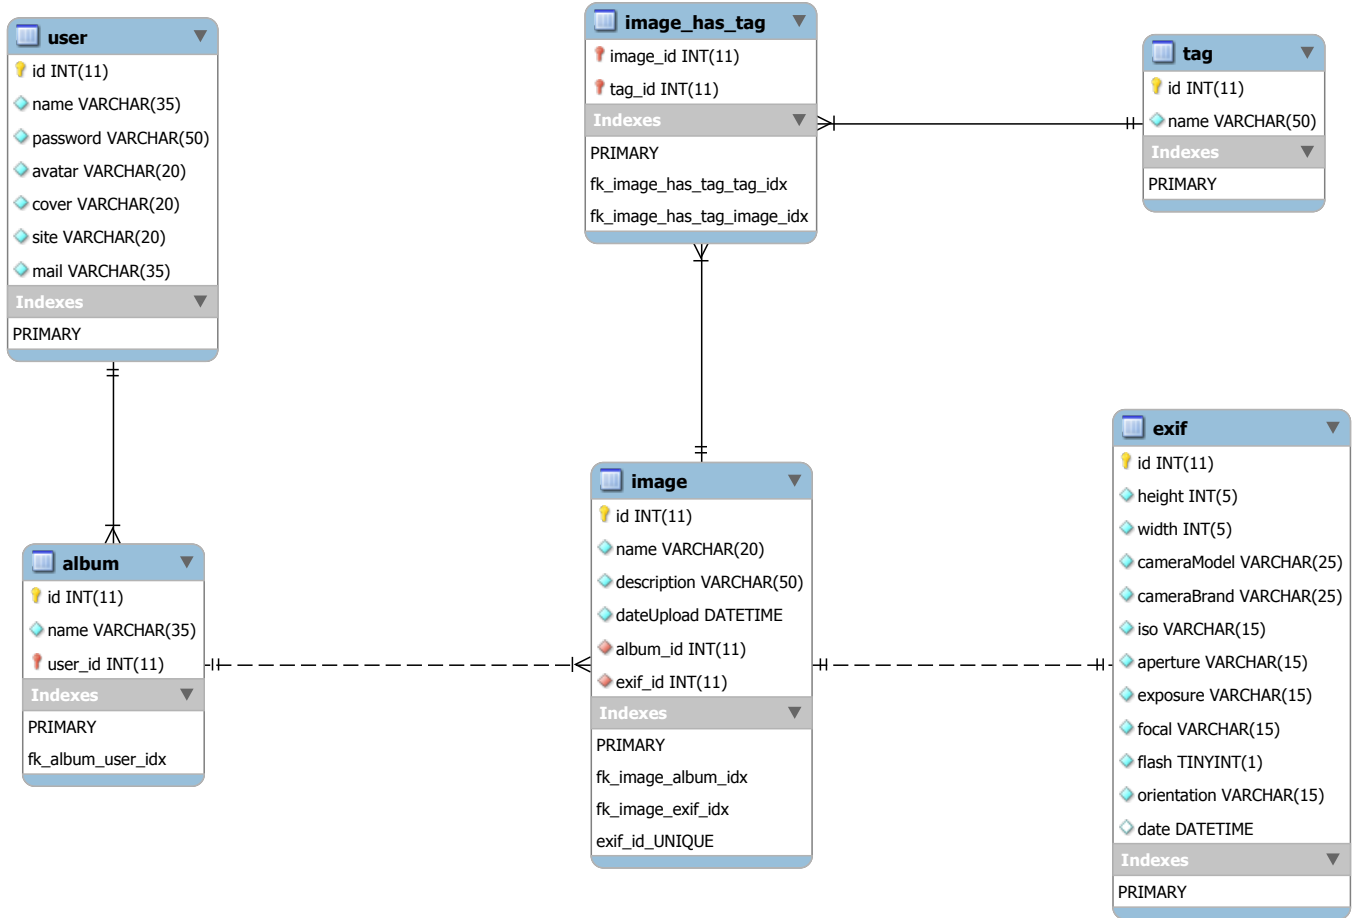 user
id INT(11)
name VARCHAR(35)
password VARCHAR(50)
avatar VARCHAR(20)
cover VARCHAR(20)
site VARCHAR(20)
mail VARCHAR(35)
Indexes
PRIMARY
image_has_tag
image_id INT(11)
tag_id INT(11)
Indexes
PRIMARY
fk_image_has_tag_tag_idx
fk_image_has_tag_image_idx
tag
id INT(11)
name VARCHAR(50)
Indexes
PRIMARY
album
id INT(11)
name VARCHAR(35)
user_id INT(11)
Indexes
PRIMARY
fk_album_user_idx
image
id INT(11)
name VARCHAR(20)
description VARCHAR(50)
dateUpload DATETIME
album_id INT(11)
exif_id INT(11)
Indexes
PRIMARY
fk_image_album_idx
fk_image_exif_idx
exif_id_UNIQUE
exif
id INT(11)
height INT(5)
width INT(5)
cameraModel VARCHAR(25)
cameraBrand VARCHAR(25)
iso VARCHAR(15)
aperture VARCHAR(15)
exposure VARCHAR(15)
focal VARCHAR(15)
flash TINYINT(1)
orientation VARCHAR(15)
date DATETIME
Indexes
PRIMARY